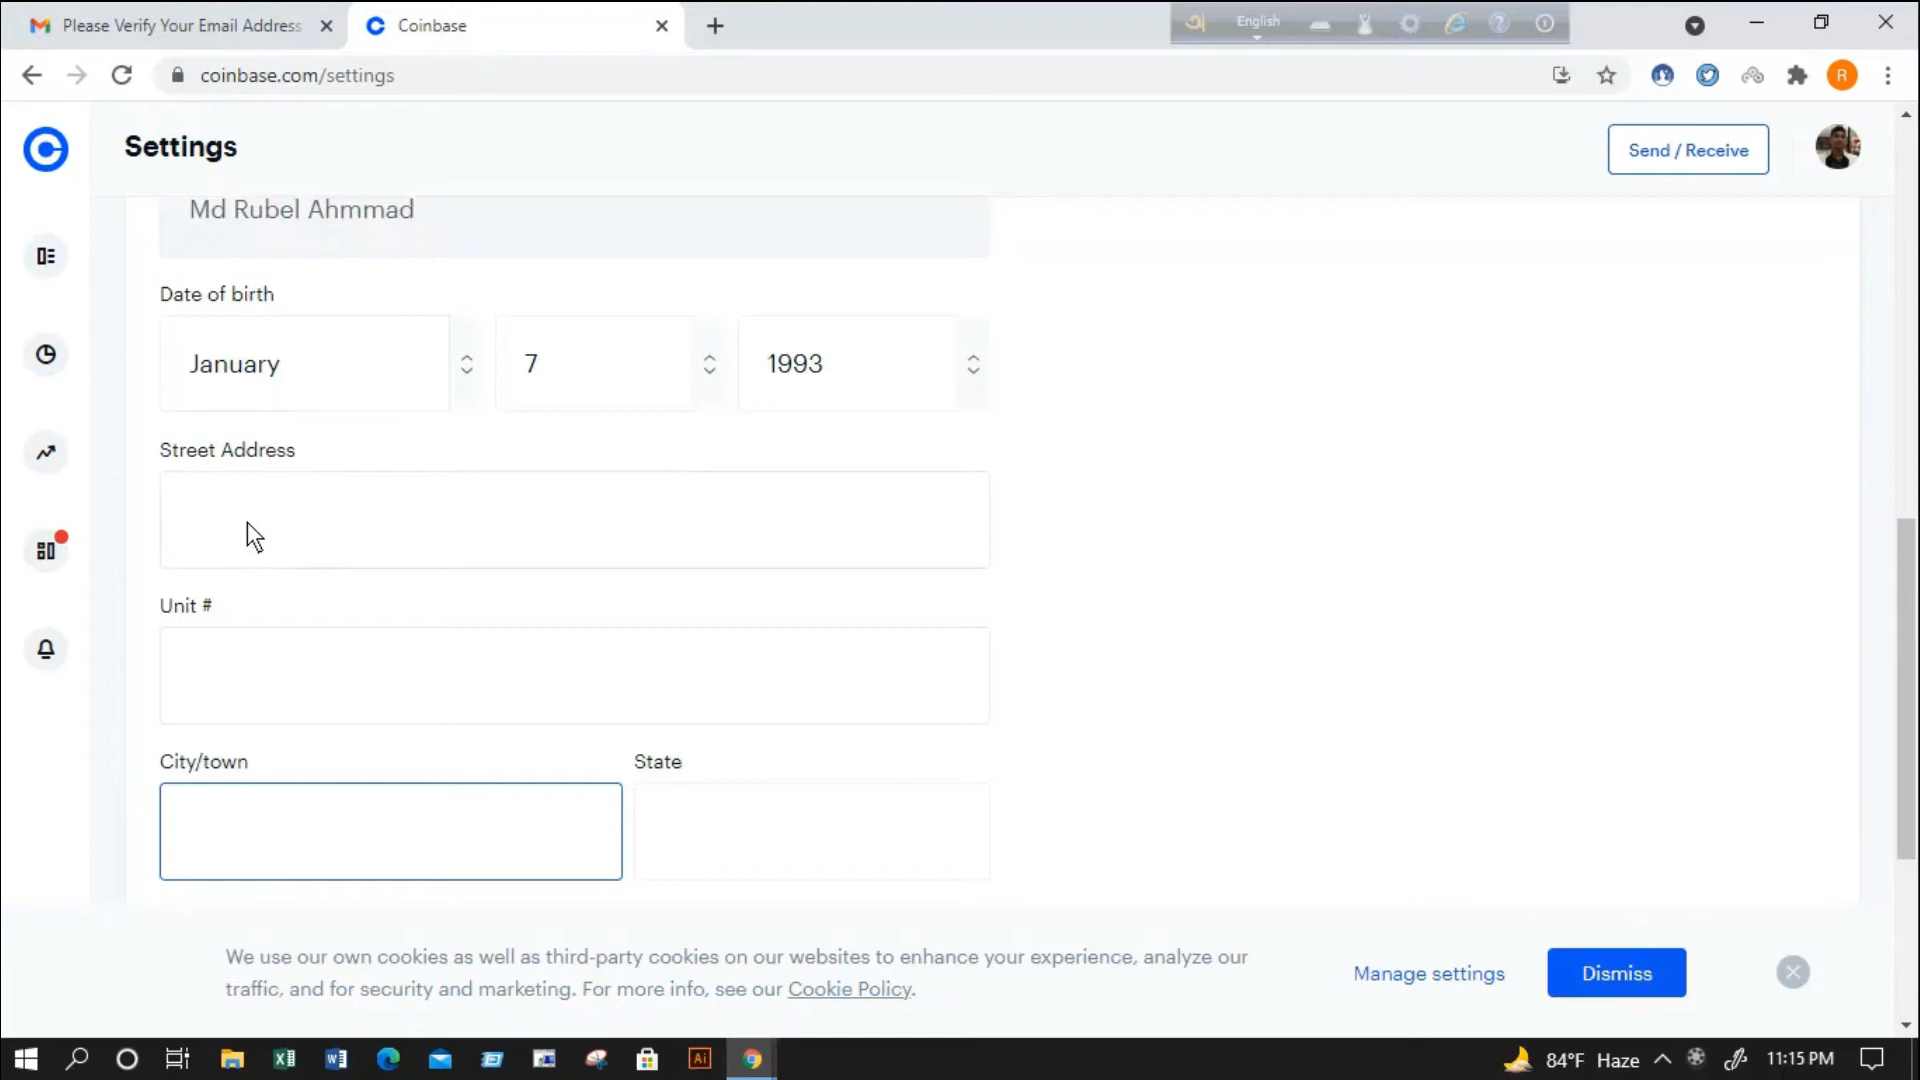 Please Verify Your Email Address
Coinbase
English
coinbase.com/settings
R
Settings
Send / Receive
Md Rubel Ahmmad
Date of birth
January 7 1993
Street Address
Unit #
City/town State
We use our own cookies as well as third-party cookies on our websites to enhance your experience, analyze our
traffic, and for security and marketing. For more info, see our Cookie Policy.
Manage settings
Dismiss
Ai
84°F Haze
11:15 PM